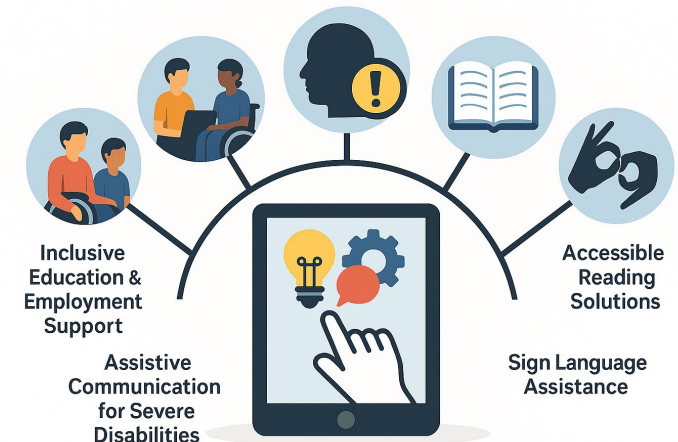 Inclusive
Education &
Employment
Support
Assistive
Communication
for Severe
Disabilities
Accessible
Reading
Solutions
Sign Language
Assistance